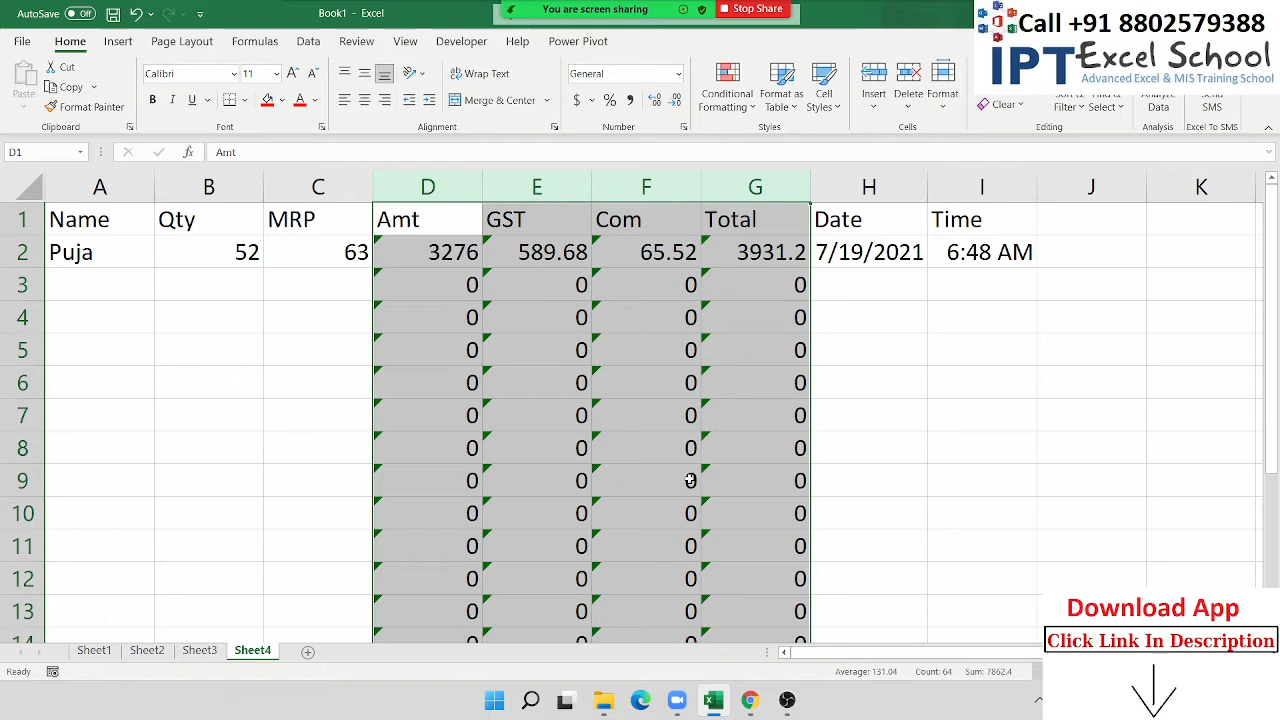 AutoSave Off Book1 - Excel You are screen sharing Stop Share
Call +91 8802579388
IPT Excel School
Advanced Excel & MIS Training School
File Home Insert Page Layout Formulas Data Review View Developer Help Power Pivot
Paste Cut Calibri 11 Wrap Text General Conditional Formatting Format as Table Cell Styles Insert Delete Format Sort & Filter Find & Select Analyze Data Send SMS
Copy
Format Painter B I U Merge & Center $ % Clear
Clipboard Font Alignment Number Styles Cells Editing Analysis Excel To SMS
D1 fx Amt
A B C D E F G H I J K
1 Name Qty MRP Amt GST Com Total Date Time
2 Puja 52 63 3276 589.68 65.52 3931.2 7/19/2021 6:48 AM
3 0 0 0 0
4 0 0 0 0
5 0 0 0 0
6 0 0 0 0
7 0 0 0 0
8 0 0 0 0
9 0 0 0 0
10 0 0 0 0
11 0 0 0 0
12 0 0 0 0
13 0 0 0 0
Download App
Click Link In Description
Sheet1 Sheet2 Sheet3 Sheet4
Ready Average: 131.04 Count: 64 Sum: 7862.4